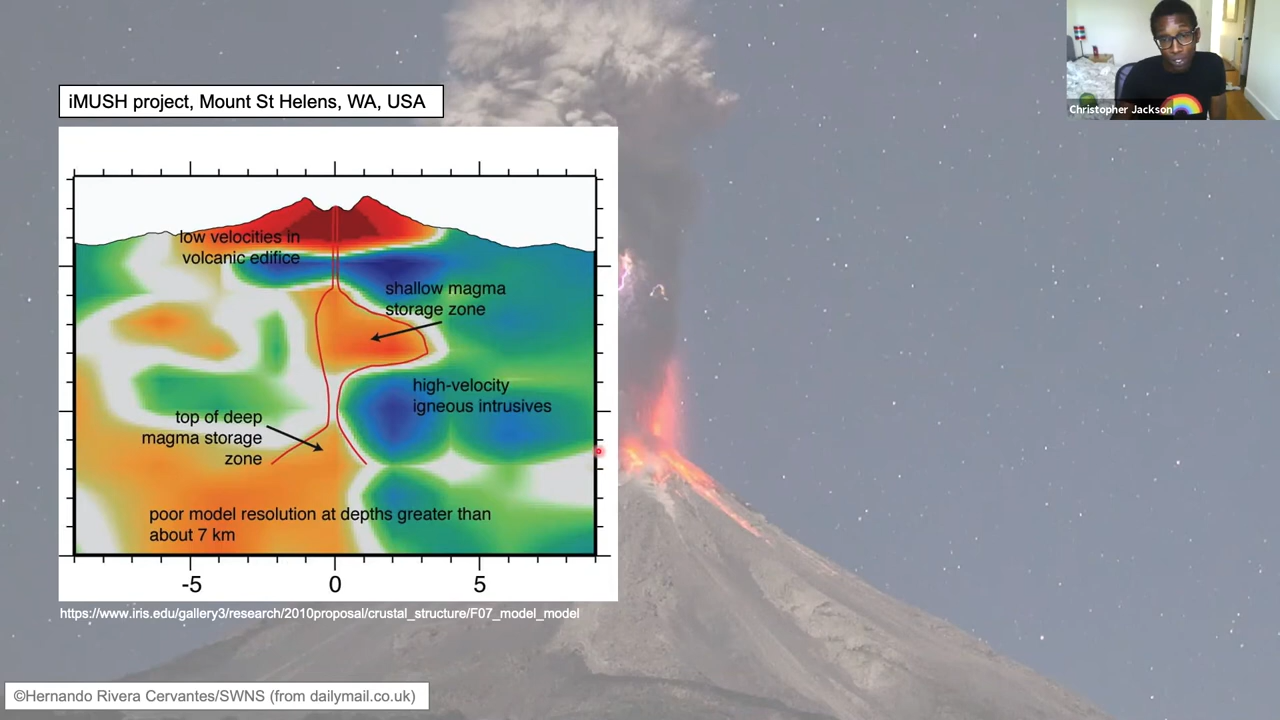 iMUSH project, Mount St Helens, WA, USA
Christopher Jackson
low velocities in
volcanic edifice
shallow magma
storage zone
high-velocity
igneous intrusives
top of deep
magma storage
zone
poor model resolution at depths greater than
about 7 km
-5 0 5
https://www.iris.edu/gallery3/research/2010proposal/crustal_structure/F07_model_model
©Hernando Rivera Cervantes/SWNS (from dailymail.co.uk)